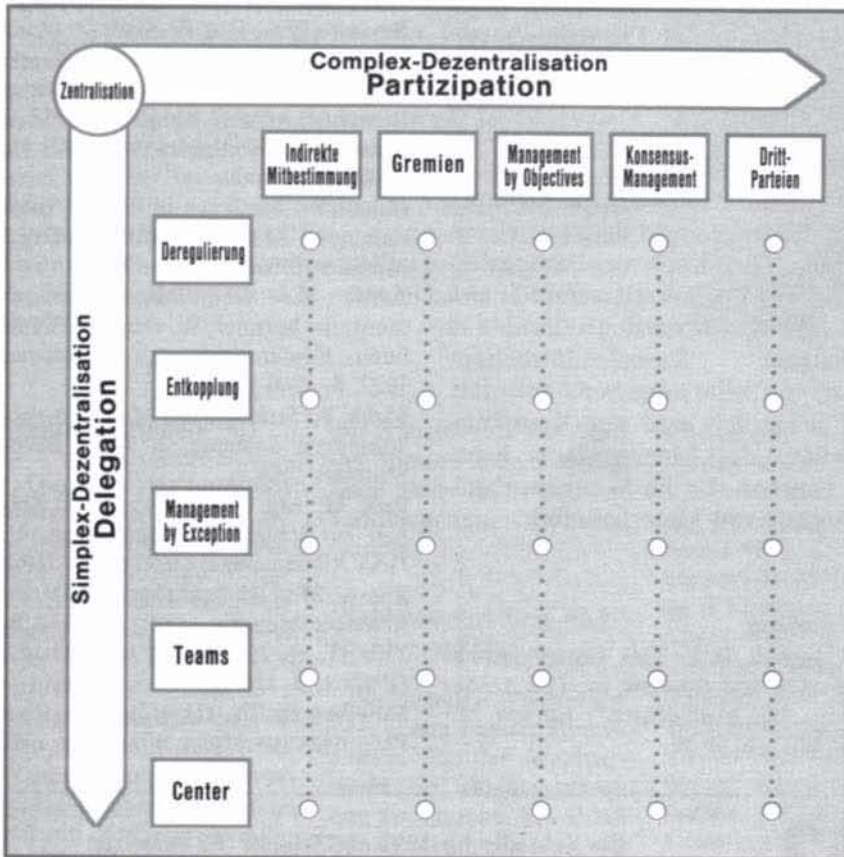 Complex-Dezentralisation
Partizipation
Zentralisation
Indirekte
Mitbestimmung
Gremien
Management
by Objectives
Konsensus-
Management
Dritt-
Parteien
Simplex-Dezentralisation
Delegation
Deregulierung
Entkopplung
Management
by Exception
Teams
Center